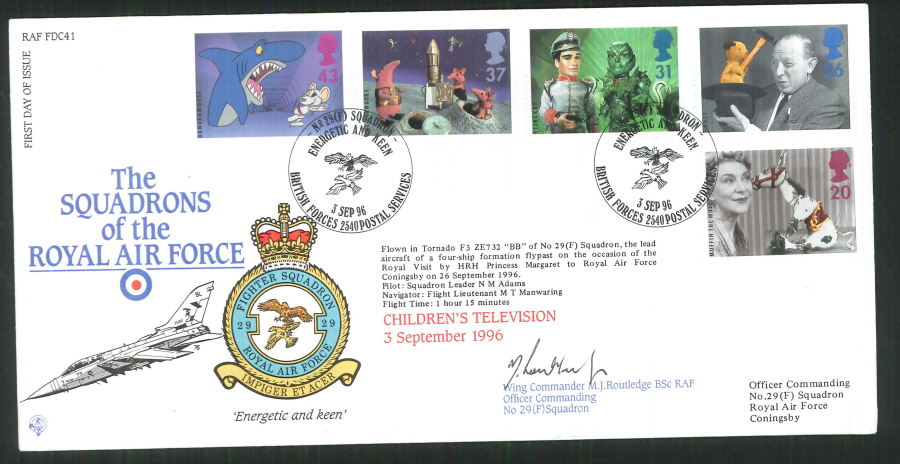 RAF FDC41
FIRST DAY OF ISSUE
43
DANGERMOUSE
37
31
36
20
MUFFIN THE MULE
No 29(F) SQUADRON
ENERGETIC AND KEEN
3 SEP 96
BRITISH FORCES 2540 POSTAL SERVICES
SQUADRON
ENERGETIC AND KEEN
3 SEP 96
BRITISH FORCES 2540 POSTAL SERVICES
The
SQUADRONS
of the
ROYAL AIR FORCE
Flown in Tornado F3 ZE732 "BB" of No 29(F) Squadron, the lead
aircraft of a four-ship formation flypast on the occasion of the
Royal Visit by HRH Princess Margaret to Royal Air Force
Coningsby on 26 September 1996.
Pilot: Squadron Leader N M Adams
Navigator: Flight Lieutenant M T Manwaring
Flight Time: 1 hour 15 minutes
CHILDREN'S TELEVISION
3 September 1996
FIGHTER SQUADRON
29 29
ROYAL AIR FORCE
IMPIGER ET ACER
'Energetic and keen'
Wing Commander M.J.Routledge BSc RAF
Officer Commanding
No 29(F)Squadron
Officer Commanding
No.29(F) Squadron
Royal Air Force
Coningsby